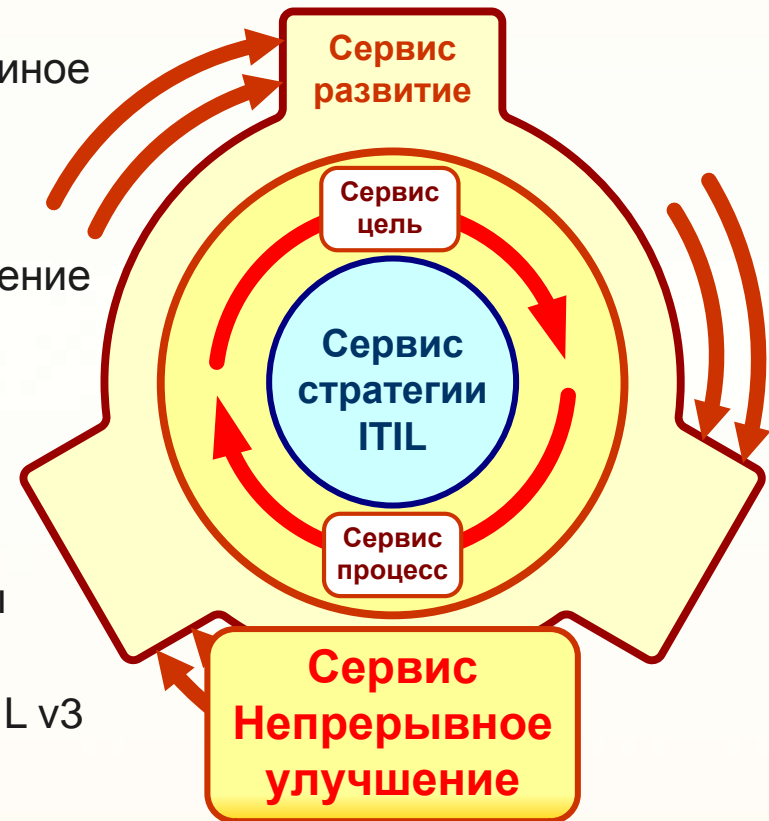 иное
ение
L v3
Сервис
развитие
Сервис
цель
Сервис
стратегии
ITIL
Сервис
процесс
Сервис
Непрерывное
улучшение